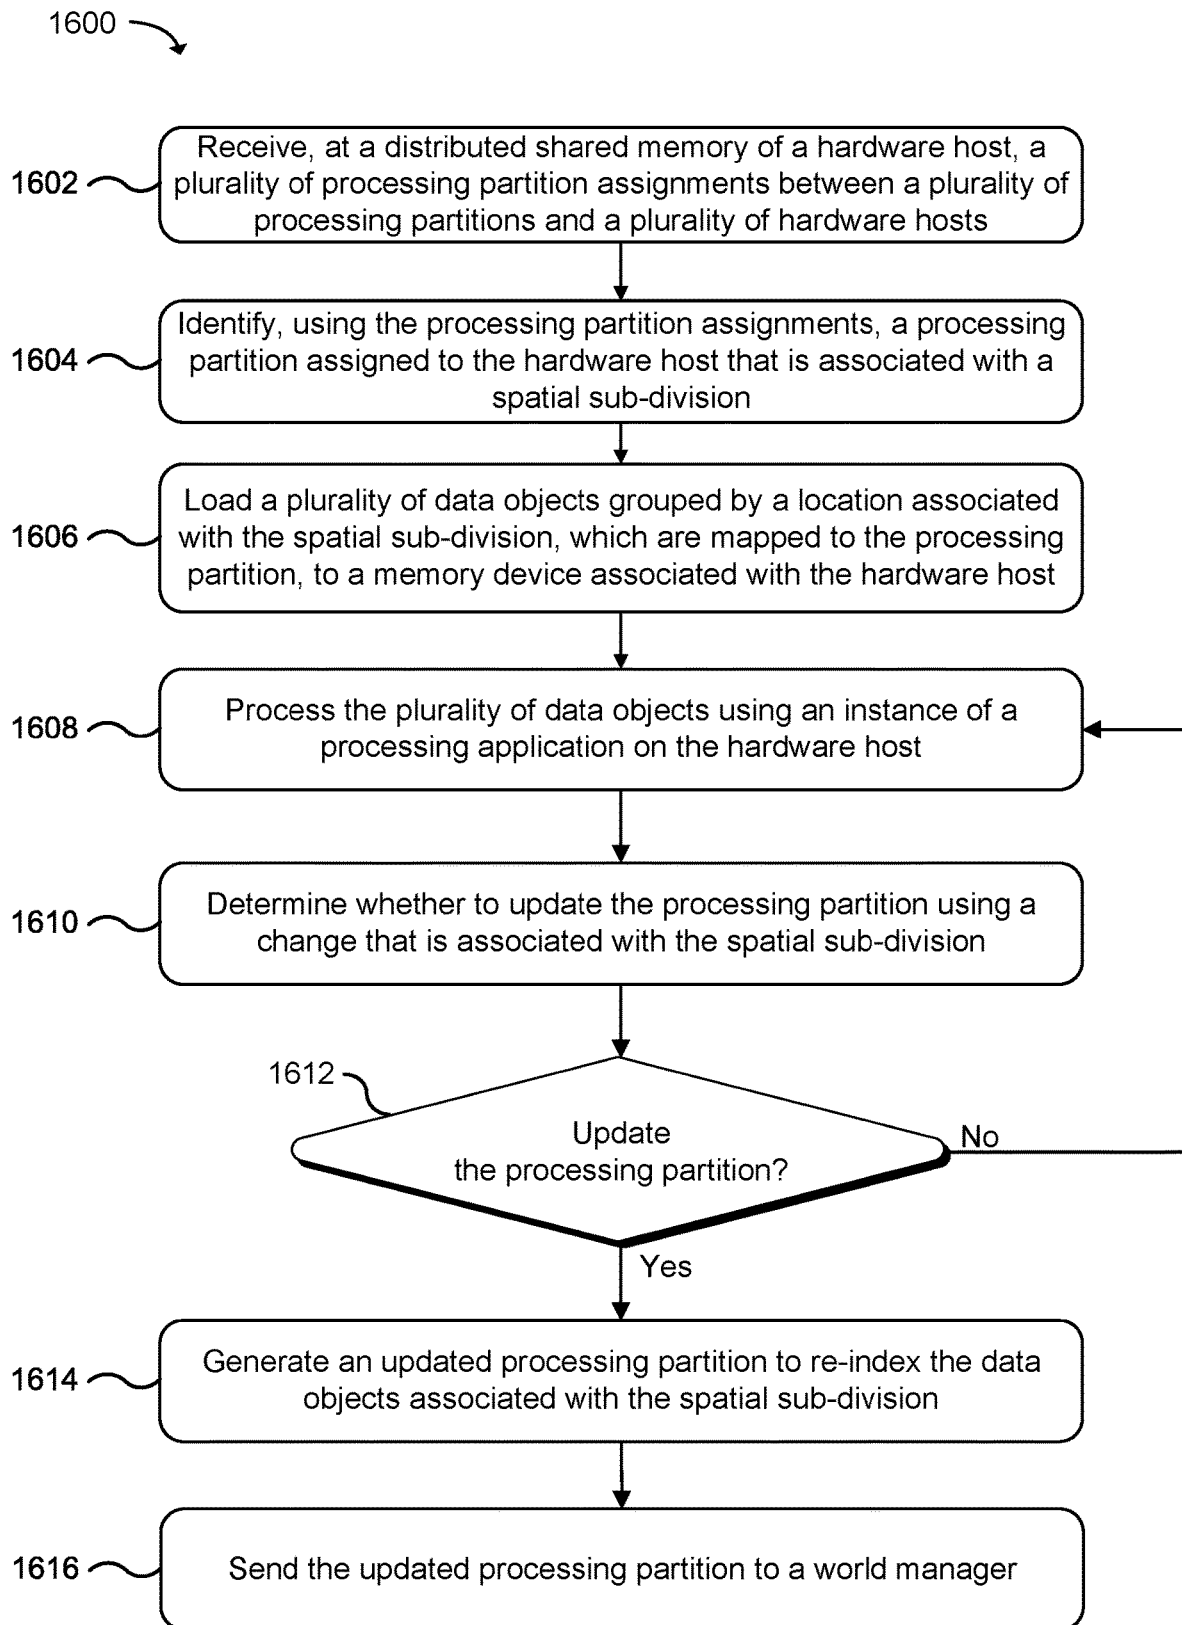 1600
1602
Receive, at a distributed shared memory of a hardware host, a
plurality of processing partition assignments between a plurality of
processing partitions and a plurality of hardware hosts
1604
Identify, using the processing partition assignments, a processing
partition assigned to the hardware host that is associated with a
spatial sub-division
1606
Load a plurality of data objects grouped by a location associated
with the spatial sub-division, which are mapped to the processing
partition, to a memory device associated with the hardware host
1608
Process the plurality of data objects using an instance of a
processing application on the hardware host
1610
Determine whether to update the processing partition using a
change that is associated with the spatial sub-division
1612
Update
the processing partition?
No
Yes
1614
Generate an updated processing partition to re-index the data
objects associated with the spatial sub-division
1616
Send the updated processing partition to a world manager